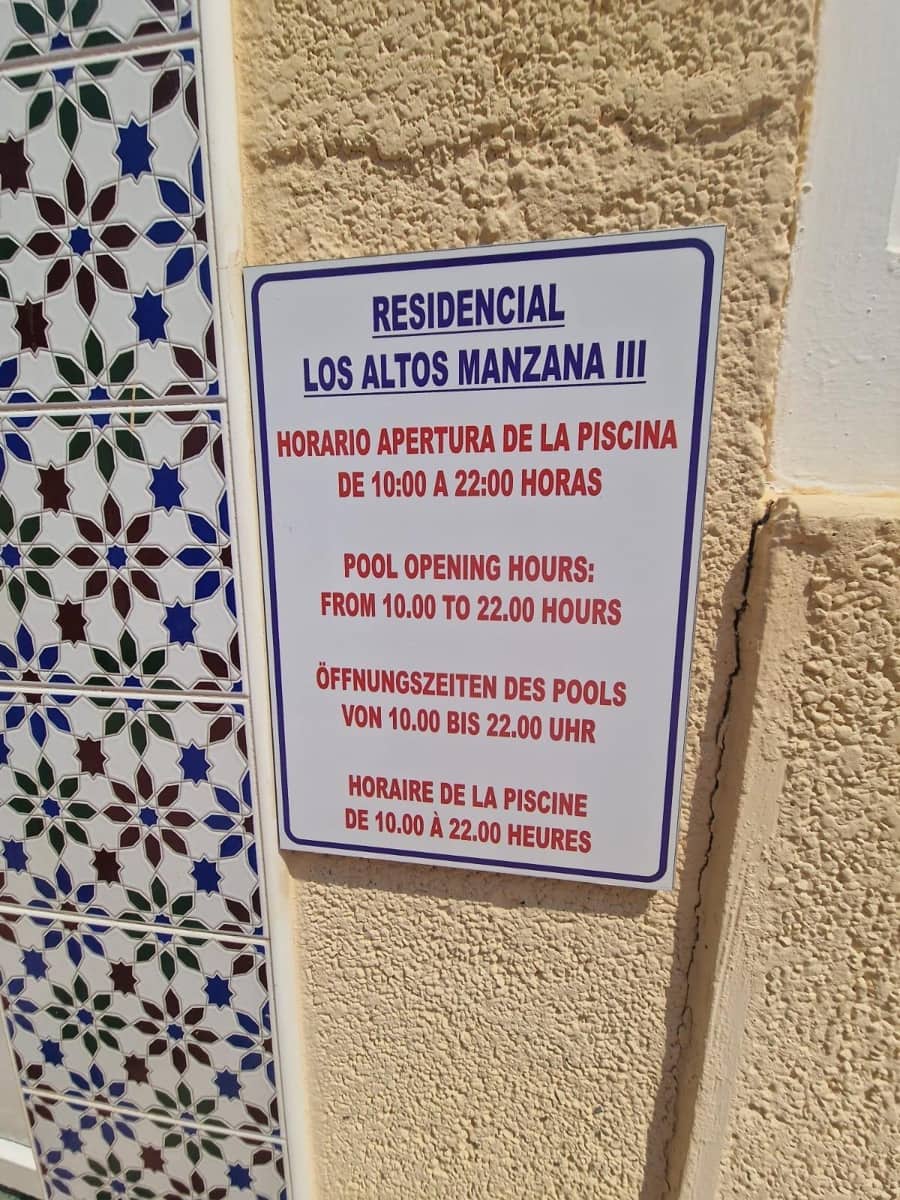 RESIDENCIAL
LOS ALTOS MANZANA III
HORARIO APERTURA DE LA PISCINA
DE 10:00 A 22:00 HORAS
POOL OPENING HOURS:
FROM 10.00 TO 22.00 HOURS
ÖFFNUNGSZEITEN DES POOLS
VON 10.00 BIS 22.00 UHR
HORAIRE DE LA PISCINE
DE 10.00 À 22.00 HEURES